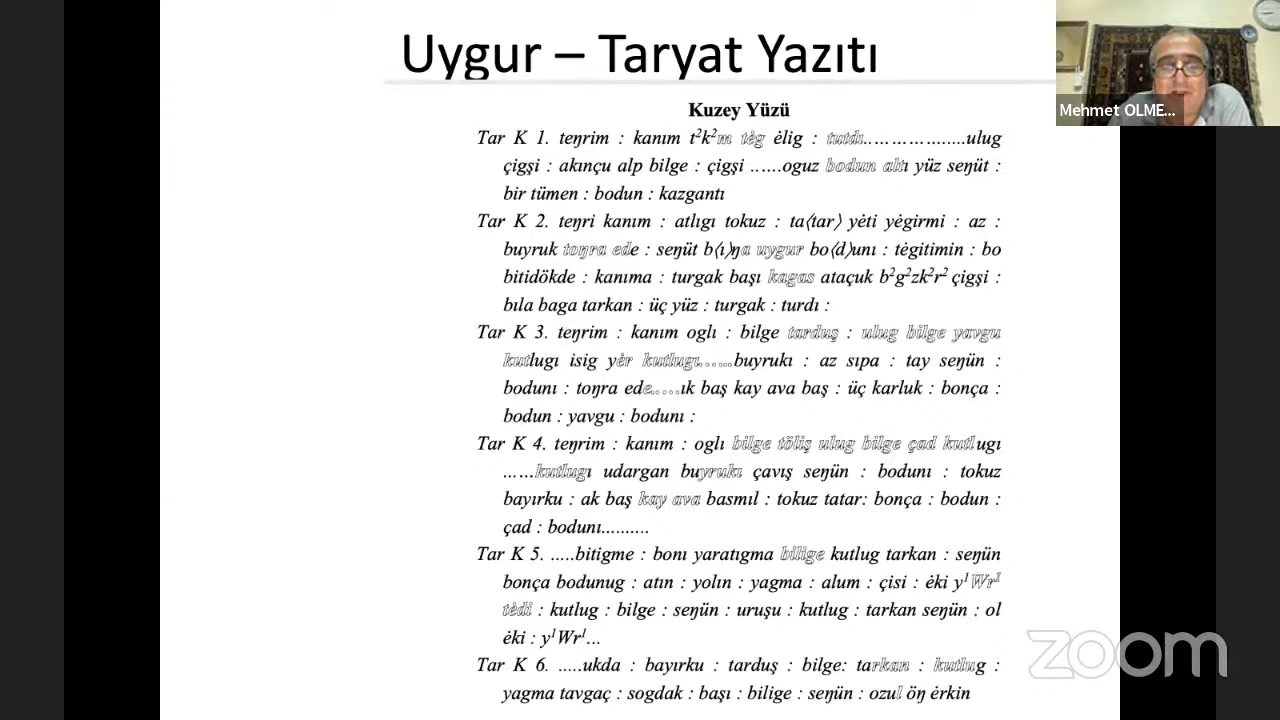 Uygur – Taryat Yazıtı
Mehmet OLME...
Kuzey Yüzü
Tar K 1. teŋrim : kanım t²k²m tėg ėlig : tutdı..................ulug
çigşi : akınçu alp bilge : çigşi .......oguz bodun altı yüz seŋüt :
bir tümen : bodun : kazgantı
Tar K 2. teŋri kanım : atlıgı tokuz : ta⟨tar⟩ yėti yėgirmi : az :
buyruk toŋra ede : seŋüt b⟨ı⟩ŋa uygur bo⟨d⟩unı : tėgitimin : bo
bitidökde : kanıma : turgak başı kagas ataçuk b²g²zk²r² çigşi :
bıla baga tarkan : üç yüz : turgak : turdı :
Tar K 3. teŋrim : kanım oglı : bilge tarduş : ulug bilge yavgu
kutlugı isig yėr kutlugı.......buyrukı : az sıpa : tay seŋün :
bodunı : toŋra ede......ık baş kay ava baş : üç karluk : bonça :
bodun : yavgu : bodunı :
Tar K 4. teŋrim : kanım : oglı bilge töliş ulug bilge çad kutlugı
......kutlugı udargan buyrukı çavış seŋün : bodunı : tokuz
bayırku : ak baş kay ava basmıl : tokuz tatar: bonça : bodun :
çad : bodunı..........
Tar K 5. .....bitigme : bonı yaratıgma bilige kutlug tarkan : seŋün
bonça bodunug : atın : yolın : yagma : alum : çisi : ėki y¹Wr¹
tėdi : kutlug : bilge : seŋün : uruşu : kutlug : tarkan seŋün : ol
ėki : y¹Wr¹...
Tar K 6. .....ukda : bayırku : tarduş : bilge: tarkan : kutlug :
yagma tavgaç : sogdak : başı : bilige : seŋün : ozul öŋ ėrkin
zoom